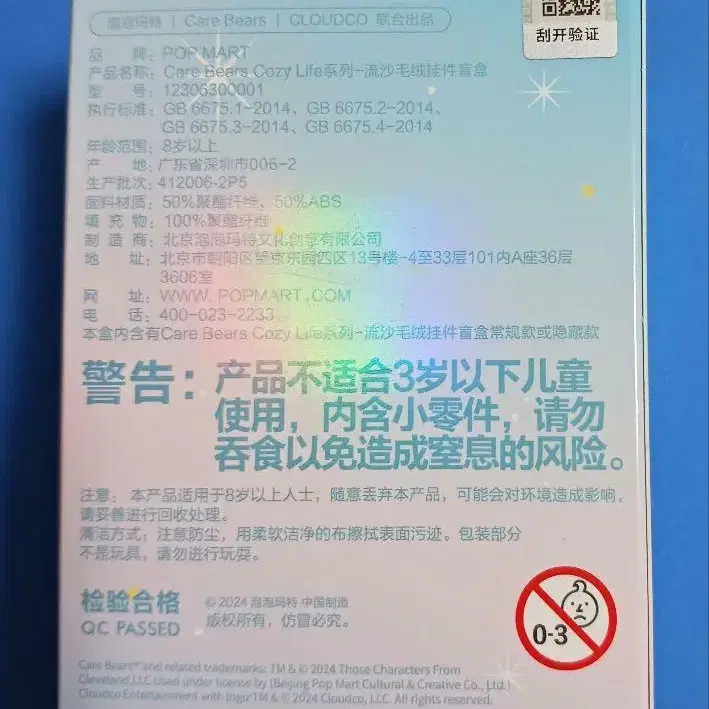 泡泡玛特 | Care Bears | CLOUDCO 联合出品
刮开验证
品 牌: POP MART
产品名称: Care Bears Cozy Life系列-流沙毛绒挂件盲盒
型 号: 12306300001
执行标准: GB 6675.1-2014、GB 6675.2-2014、
GB 6675.3-2014、GB 6675.4-2014
年龄范围: 8岁以上
产 地: 广东省深圳市006-2
生产批次: 412006-2P5
面料材质: 50%聚酯纤维、50%ABS
填 充 物: 100%聚酯纤维
制 造 商: 北京泡泡玛特文化创意有限公司
地 址: 北京市朝阳区望京东园四区13号楼-4至33层101内A座36层
3606室
网 址: WWW.POPMART.COM
电 话: 400-023-2233
本盒内含有Care Bears Cozy Life系列-流沙毛绒挂件盲盒常规款或隐藏款
警告：产品不适合3岁以下儿童
使用，内含小零件，请勿
吞食以免造成窒息的风险。
注意：本产品适用于8岁以上人士，随意丢弃本产品，可能会对环境造成影响，
请妥善进行回收处理。
清洁方式：注意防尘，用柔软洁净的布擦拭表面污迹。包装部分
不是玩具，请勿进行玩耍。
检验合格
QC PASSED
© 2024 泡泡玛特 中国制造
版权所有，仿冒必究。
0-3
Care Bears® and related trademarks: TM & © 2024 Those Characters From
Cleveland,LLC Used under license by (Beijing Pop Mart Cultural & Creative Co., Ltd.)
Cloudco Entertainment with logo:TM & © 2024 Cloudco, LLC. All rights reserved.